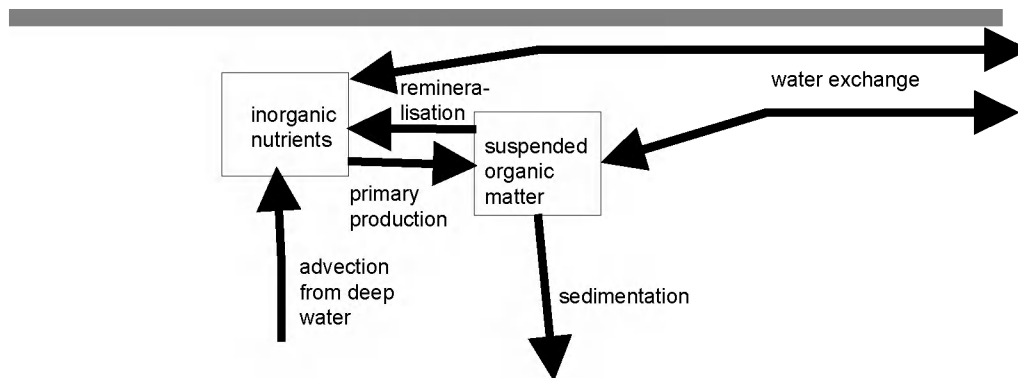 reminera-
lisation
water exchange
inorganic
nutrients
suspended
organic
matter
primary
production
advection
from deep
water
sedimentation